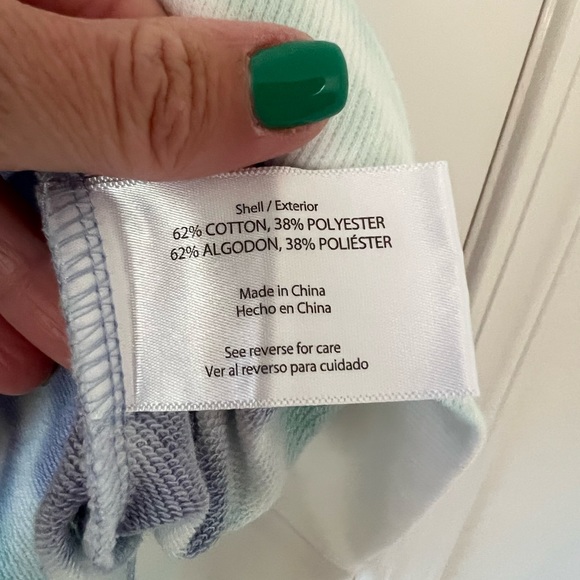 Shell / Exterior
62% COTTON, 38% POLYESTER
62% ALGODON, 38% POLIÉSTER
Made in China
Hecho en China
See reverse for care
Ver al reverso para cuidado